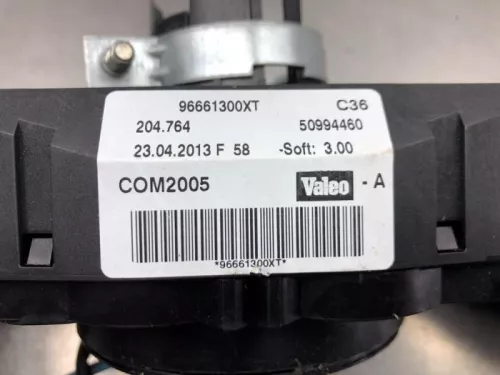 96661300XT C36
204.764 50994460
23.04.2013 F 58 -Soft: 3.00
COM2005 Valeo - A
*96661300XT*